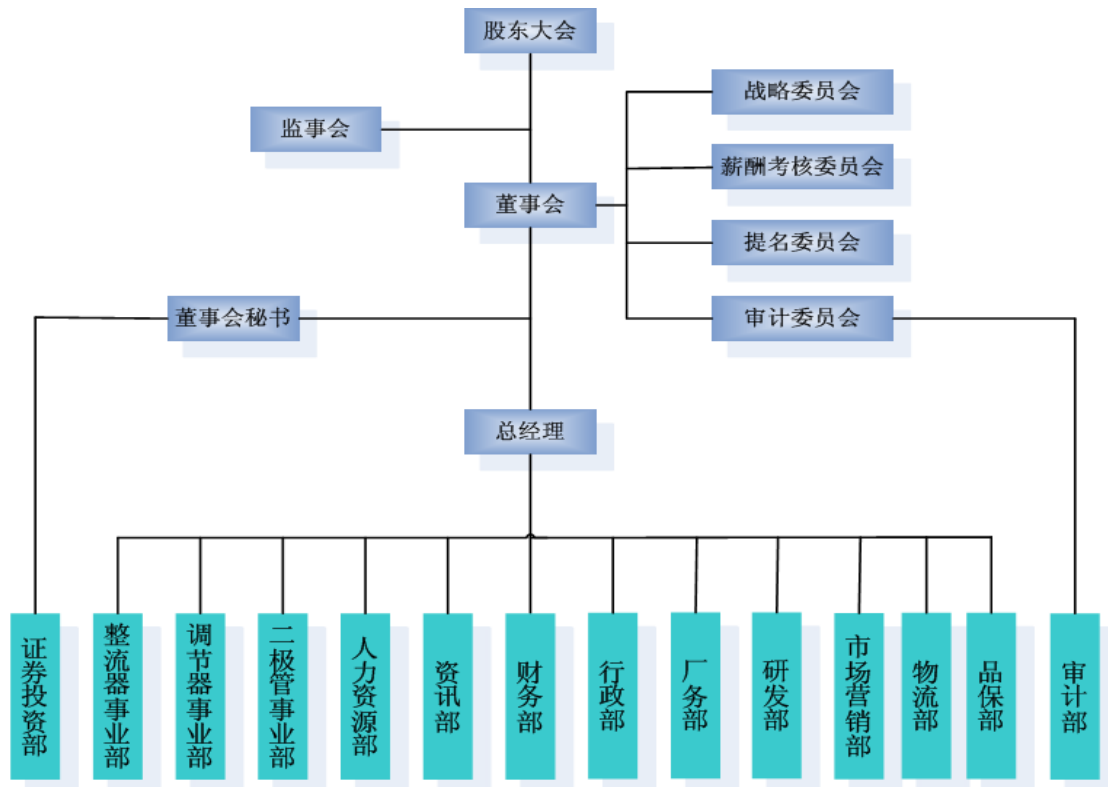 股东大会
战略委员会
监事会
薪酬考核委员会
董事会
提名委员会
董事会秘书
审计委员会
总经理
证券投资部
整流器事业部
调节器事业部
二极管事业部
人力资源部
资讯部
财务部
行政部
厂务部
研发部
市场营销部
物流部
品保部
审计部